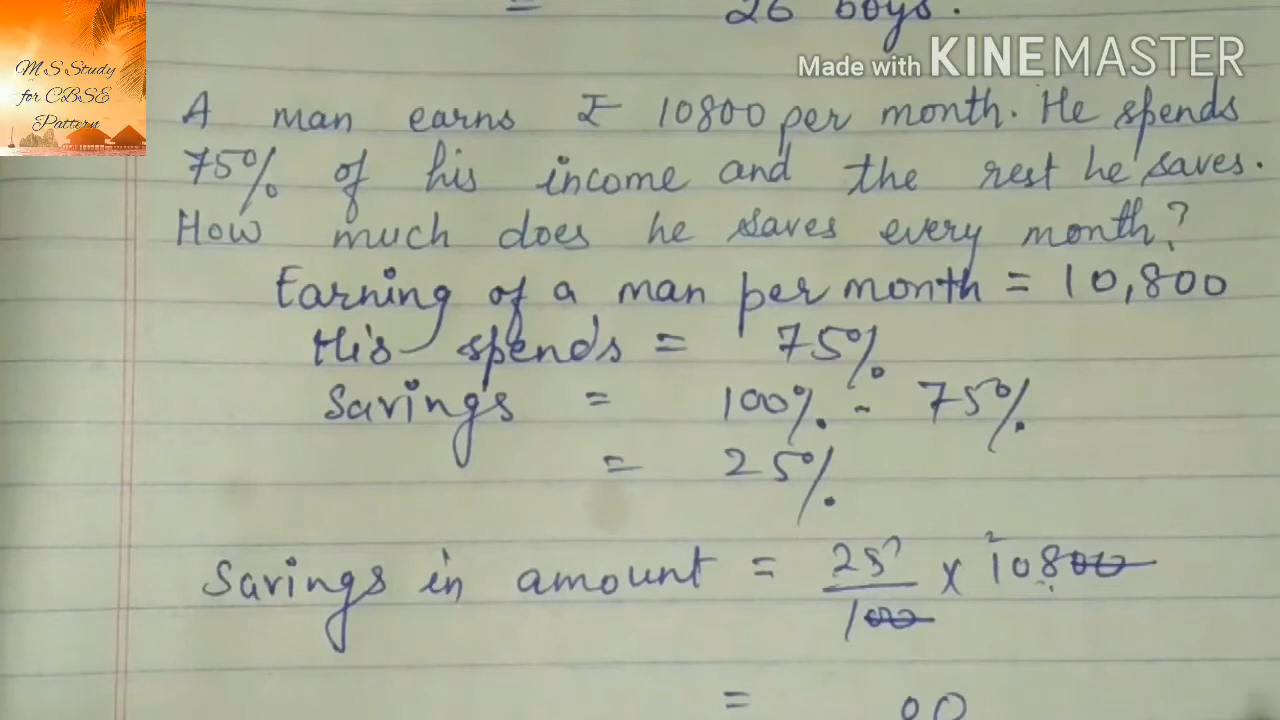 = 26 boys.
M.S Study
for CBSE
Pattern
Made with KINEMASTER
A man earns ₹ 10800 per month. He spends
75% of his income and the rest he saves.
How much does he saves every month?
Earning of a man per month = 10,800
His spends = 75%
Savings = 100% - 75%
= 25%
Savings in amount = 25/100 x 10800
=